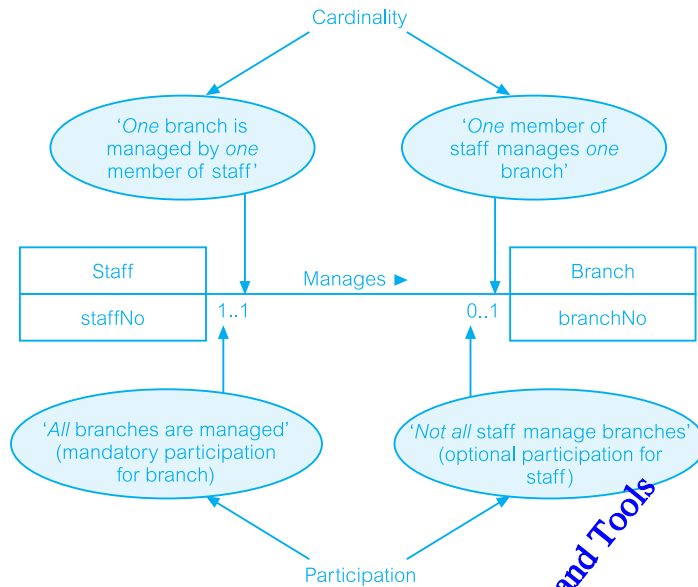 Cardinality
‘One branch is
managed by one
member of staff’
‘One member of
staff manages one
branch’
Staff
Manages ►
Branch
staffNo
1..1
0..1
branchNo
‘All branches are managed’
(mandatory participation
for branch)
‘Not all staff manage branches’
(optional participation for
staff)
and Tools
Participation